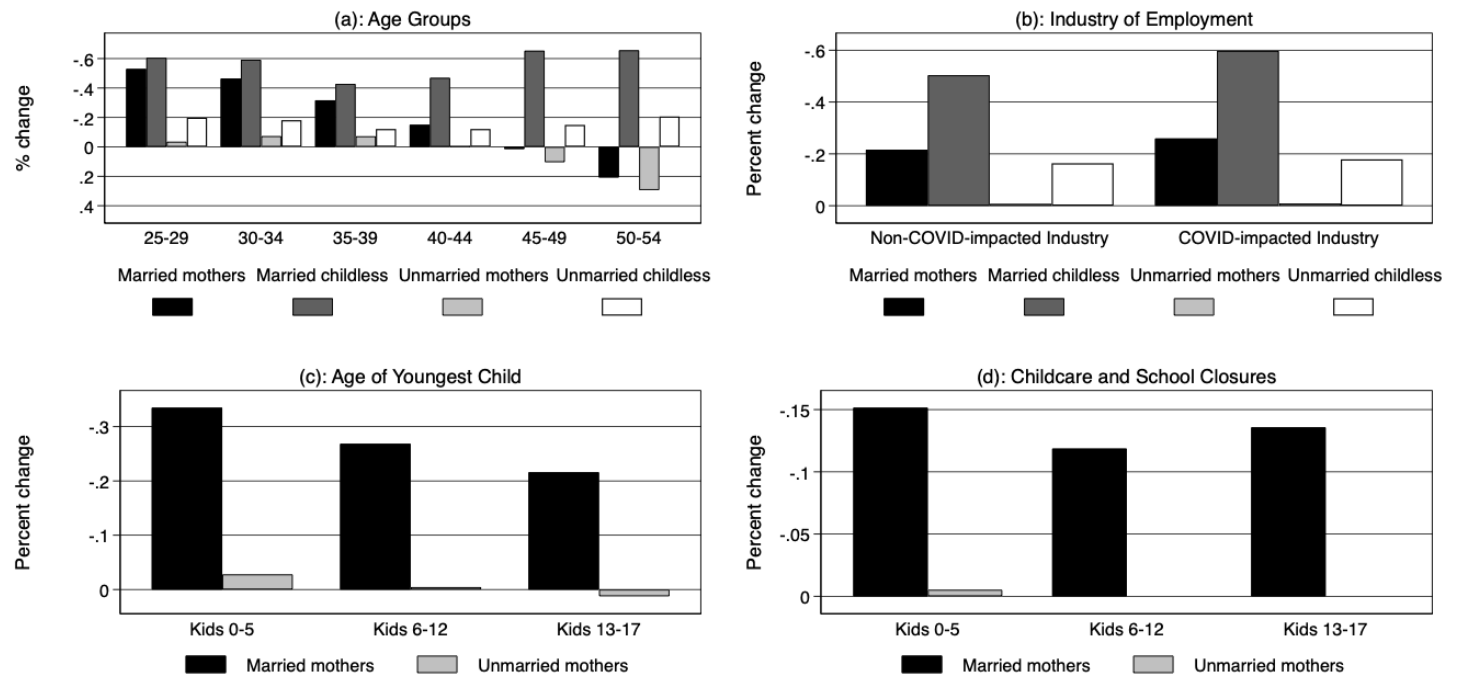 (a): Age Groups
% change
-.6
-.4
-.2
0
.2
.4
25-29 30-34 35-39 40-44 45-49 50-54
Married mothers Married childless Unmarried mothers Unmarried childless
(b): Industry of Employment
Percent change
-.6
-.4
-.2
0
Non-COVID-impacted Industry COVID-impacted Industry
Married mothers Married childless Unmarried mothers Unmarried childless
(c): Age of Youngest Child
Percent change
-.3
-.2
-.1
0
Kids 0-5 Kids 6-12 Kids 13-17
Married mothers Unmarried mothers
(d): Childcare and School Closures
Percent change
-.15
-.1
-.05
0
Kids 0-5 Kids 6-12 Kids 13-17
Married mothers Unmarried mothers